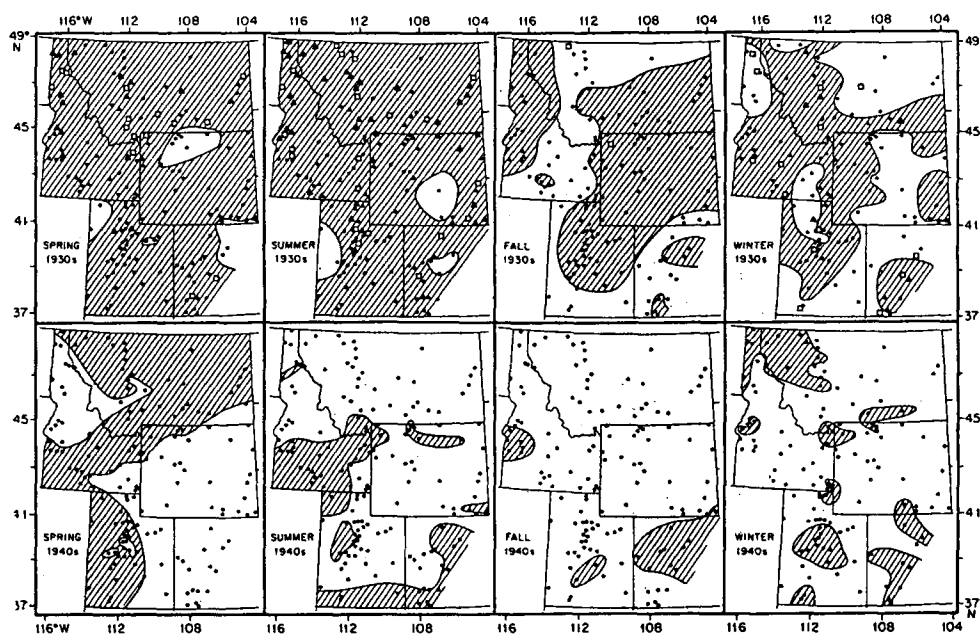 116°W 112 108 104 116°W 112 108 104 116°W 112 108 104 116°W 112 108 104
49° N 49° N
45 45
41 41
37 37
SPRING 1930s
SUMMER 1930s
FALL 1930s
WINTER 1930s
45 45
41 41
37 37 N
SPRING 1940s
SUMMER 1940s
FALL 1940s
WINTER 1940s
116°W 112 108 116°W 112 108 104 116°W 112 108 104 116°W 112 108 104